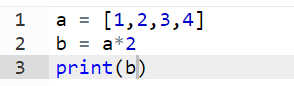 1 a = [1,2,3,4]
2 b = a*2
3 print(b)